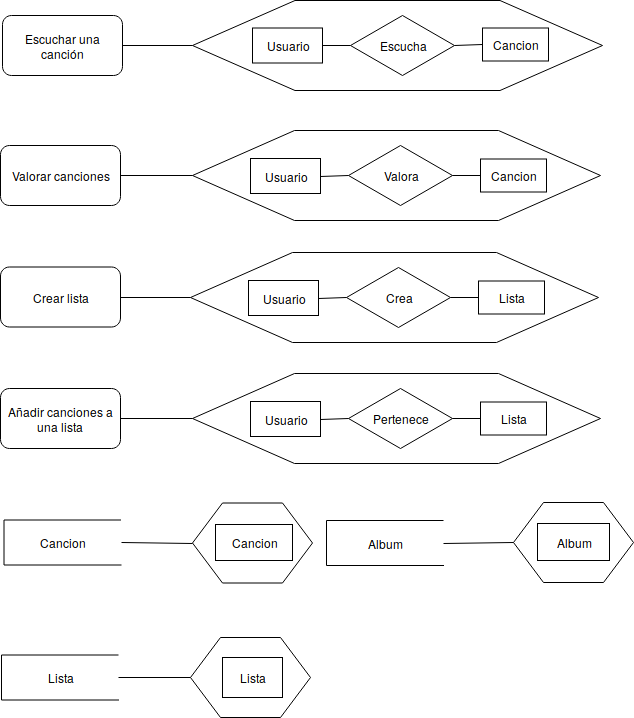 Escuchar una
canción
Usuario
Escucha
Cancion
Valorar canciones
Usuario
Valora
Cancion
Crear lista
Usuario
Crea
Lista
Añadir canciones a
una lista
Usuario
Pertenece
Lista
Cancion
Cancion
Album
Album
Lista
Lista